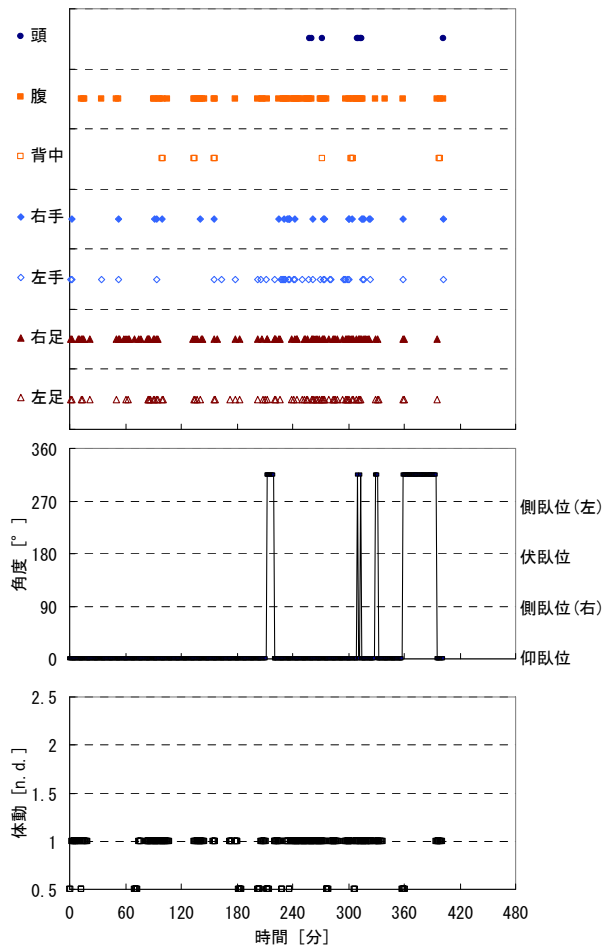 ● 頭
■ 腹
□ 背中
◆ 右手
◇ 左手
▲ 右足
△ 左足
360
270
180
90
0
角度 [°]
側臥位(左)
伏臥位
側臥位(右)
仰臥位
2.5
2
1.5
1
0.5
体動 [n.d.]
0 60 120 180 240 300 360 420 480
時間 [分]